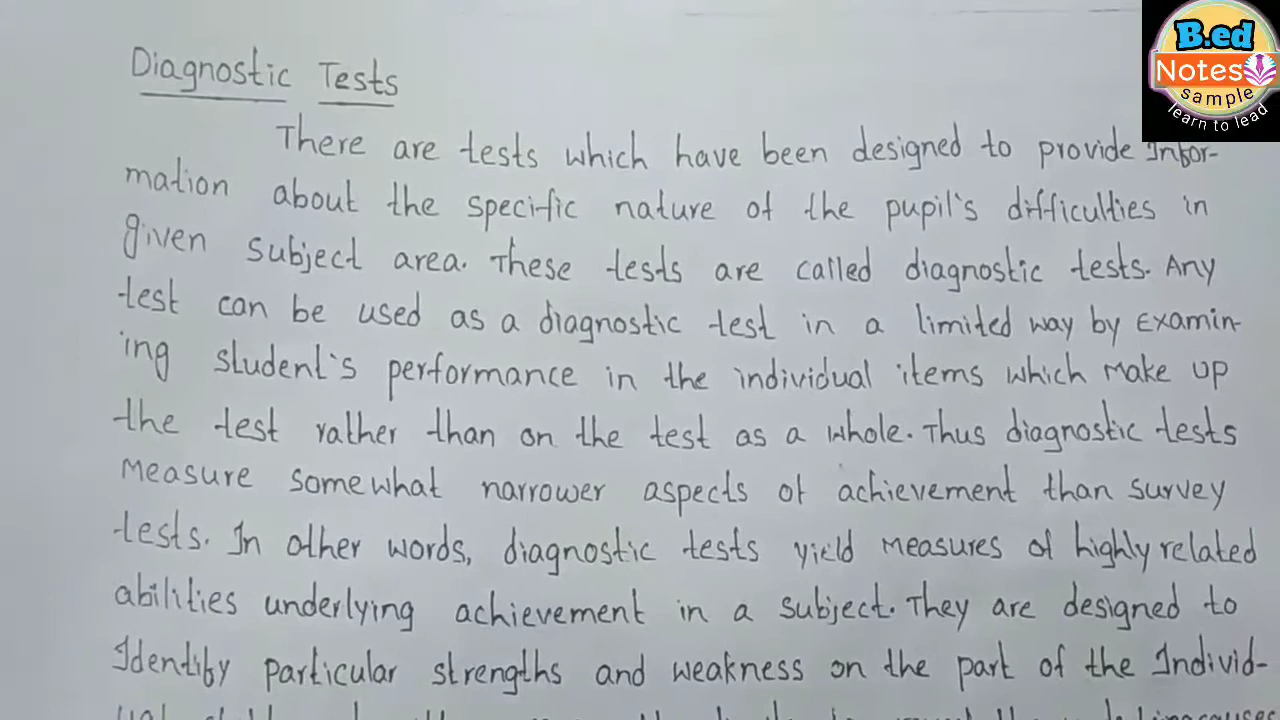 B.ed
Notes
sample
learn to lead
Diagnostic Tests
There are tests which have been designed to provide Infor-
mation about the specific nature of the pupil's difficulties in
given subject area. These tests are called diagnostic tests. Any
test can be used as a diagnostic test in a limited way by Examin-
ing student's performance in the individual items which make up
the test rather than on the test as a whole. Thus diagnostic tests
Measure somewhat narrower aspects of achievement than survey
tests. In other words, diagnostic tests yield measures of highly related
abilities underlying achievement in a subject. They are designed to
Identify particular strengths and weakness on the part of the Individ-